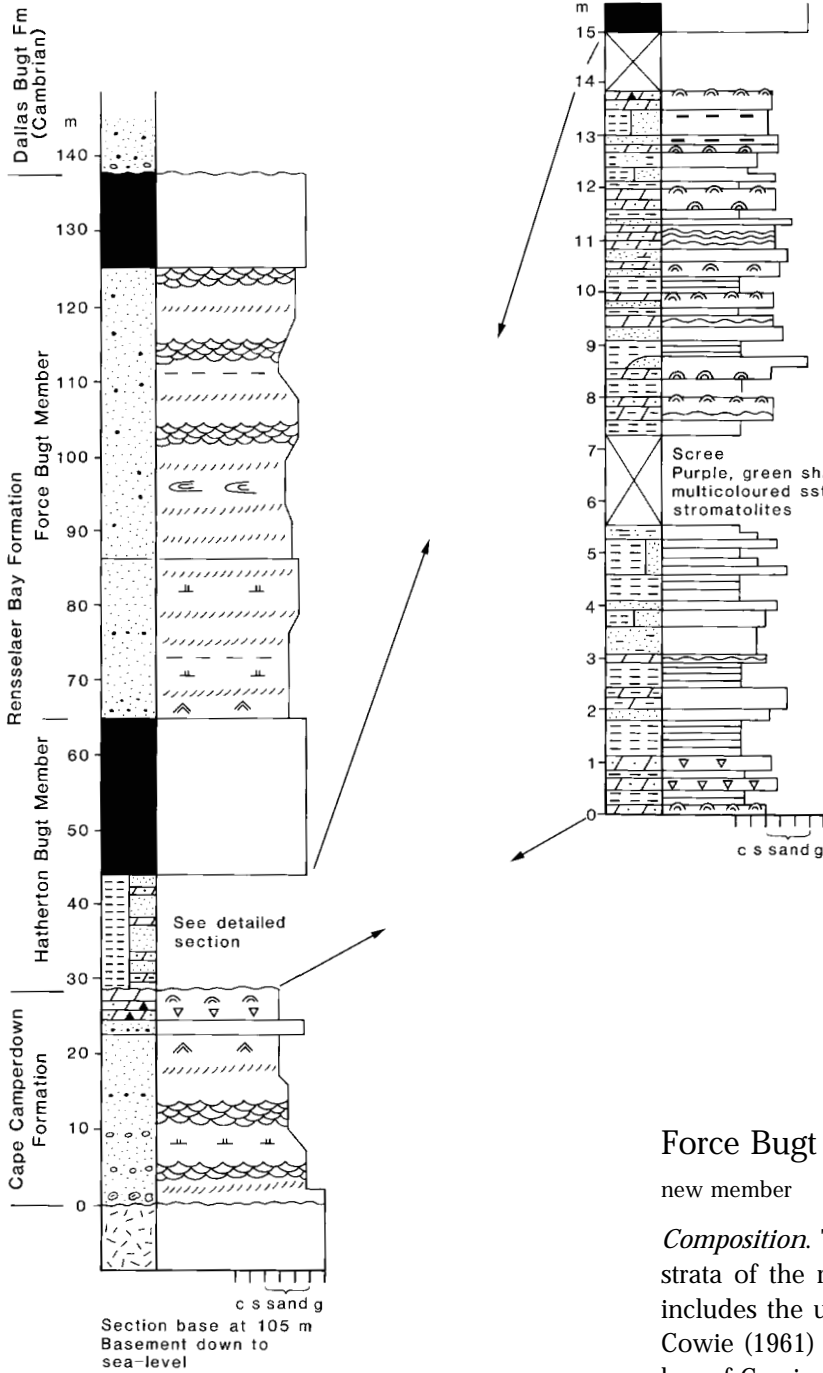 Dallas Bugt Fm
(Cambrian)
m
140
130
120
110
100
90
80
70
60
50
40
30
20
10
0
Rensselaer Bay Formation
Force Bugt Member
Hatherton Bugt Member
Cape Camperdown
Formation
See detailed
section
c s sand g
Section base at 105 m
Basement down to
sea-level
m
15
14
13
12
11
10
9
8
7
6
5
4
3
2
1
0
Scree
Purple, green sh
multicoloured sst
stromatolites
c s sand g
Force Bugt
new member
Composition.
strata of the
includes the u
Cowie (1961)